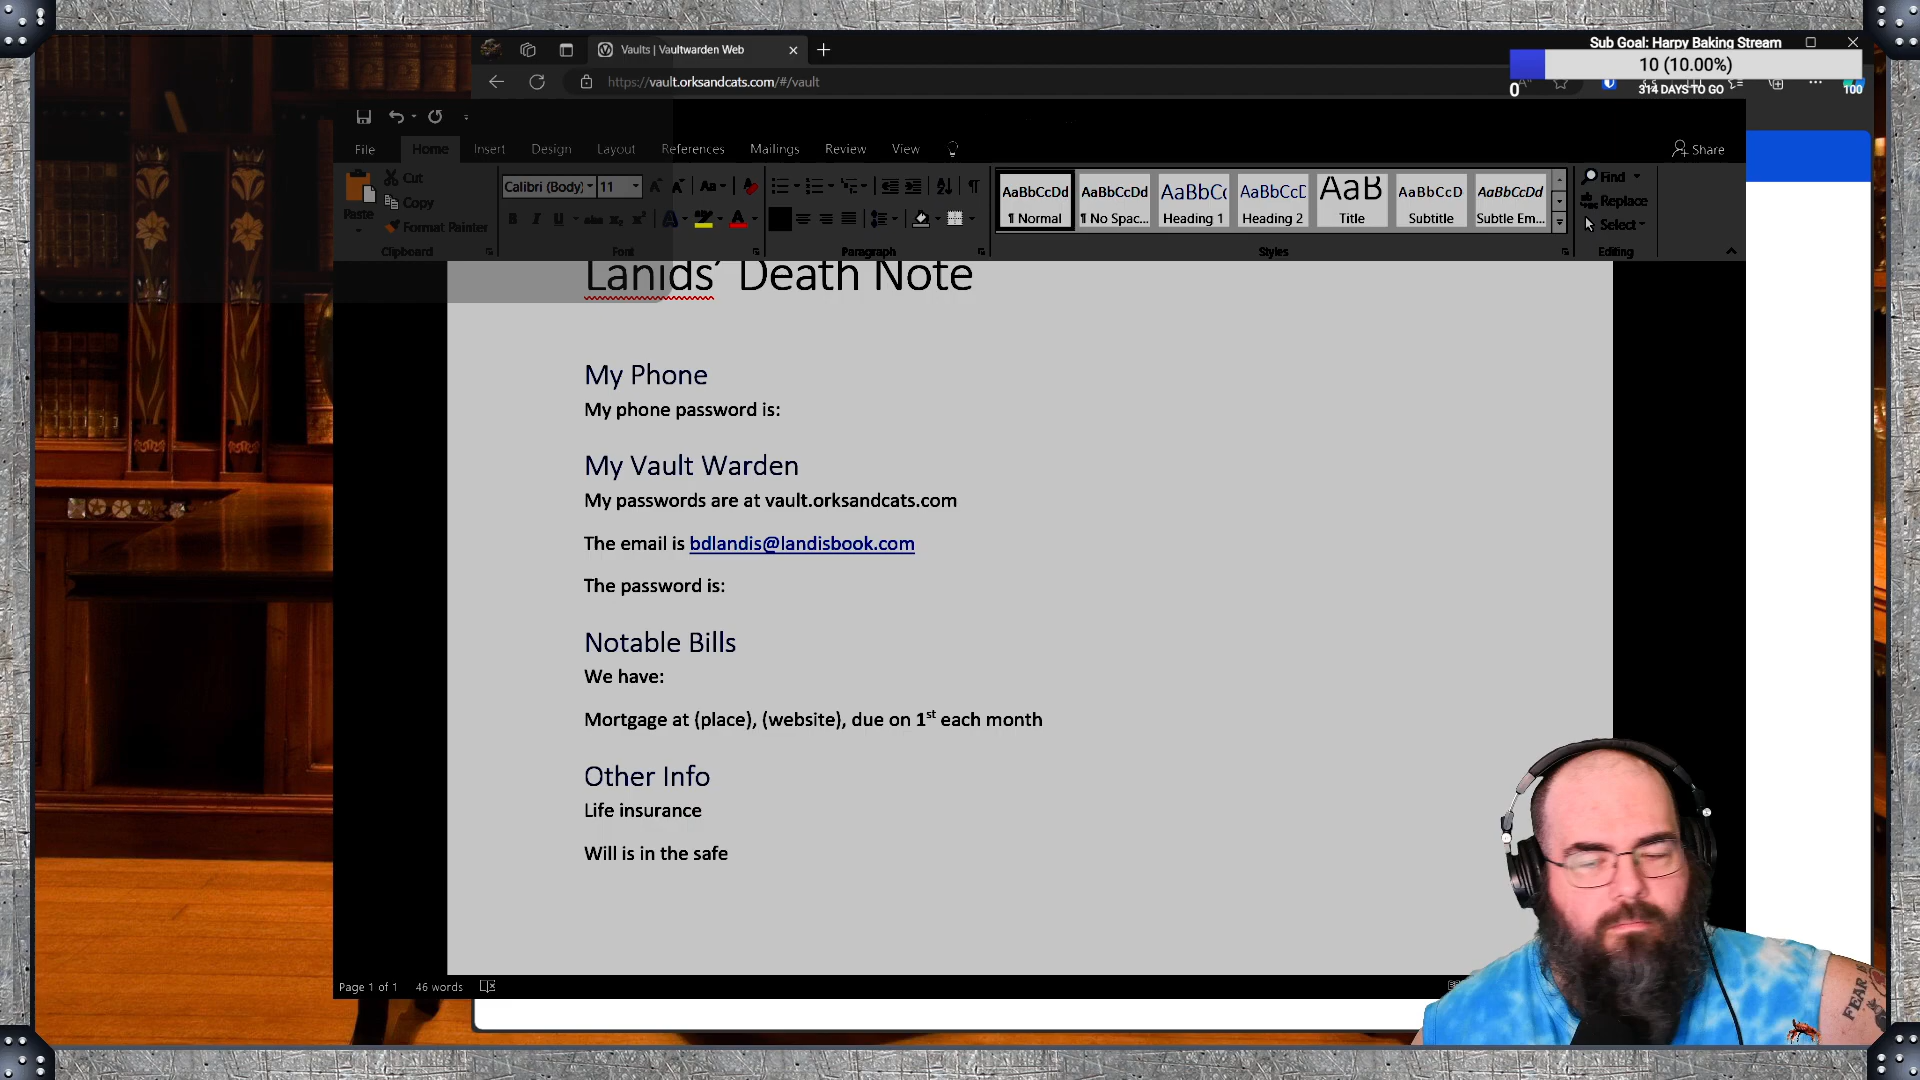 Vaults | Vaultwarden Web
Sub Goal: Harpy Baking Stream
10 (10.00%)
https://vault.orksandcats.com/#/vault
0
314 DAYS TO GO
100
File Home Insert Design Layout References Mailings Review View Share
Cut
Copy
Format Painter
Paste
Clipboard
Calibri (Body) 11
Font
Paragraph
AaBbCcDd AaBbCcDd AaBbC AaBbCcD AaB AaBbCcD AaBbCcDd
¶ Normal ¶ No Spac... Heading 1 Heading 2 Title Subtitle Subtle Em...
Styles
Find
Replace
Select
Editing
Lanids’ Death Note
My Phone
My phone password is:
My Vault Warden
My passwords are at vault.orksandcats.com
The email is bdlandis@landisbook.com
The password is:
Notable Bills
We have:
Mortgage at (place), (website), due on 1st each month
Other Info
Life insurance
Will is in the safe
Page 1 of 1 46 words
FEAR